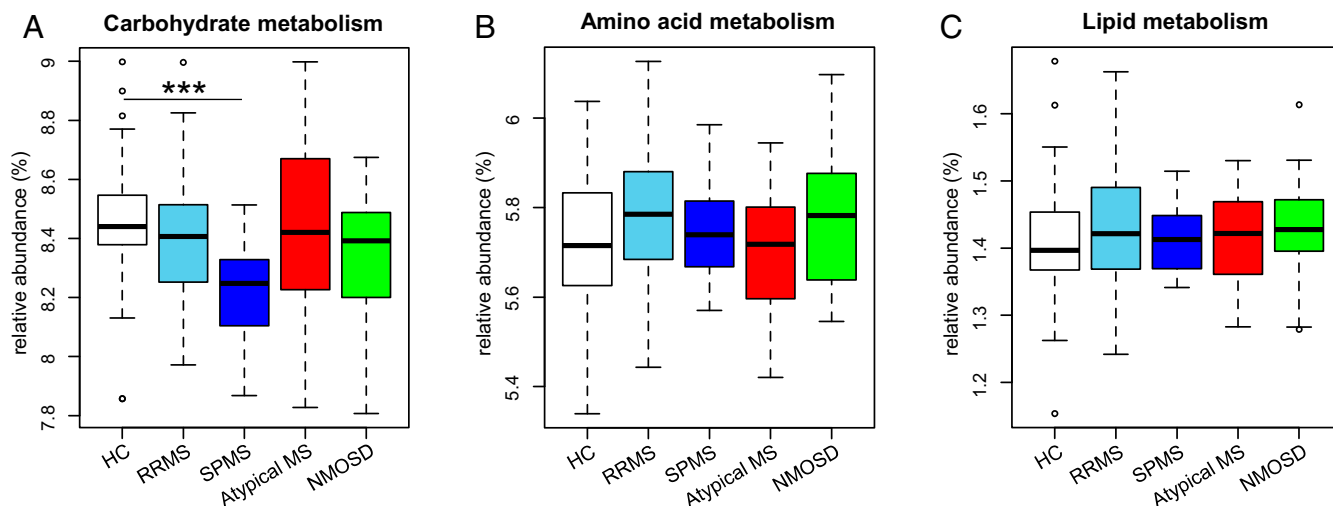 A
Carbohydrate metabolism
relative abundance (%)
9
8.8
8.6
8.4
8.2
8
7.8
***
HC
RRMS
SPMS
Atypical MS
NMOSD
B
Amino acid metabolism
relative abundance (%)
6
5.8
5.6
5.4
HC
RRMS
SPMS
Atypical MS
NMOSD
C
Lipid metabolism
relative abundance (%)
1.6
1.5
1.4
1.3
1.2
HC
RRMS
SPMS
Atypical MS
NMOSD